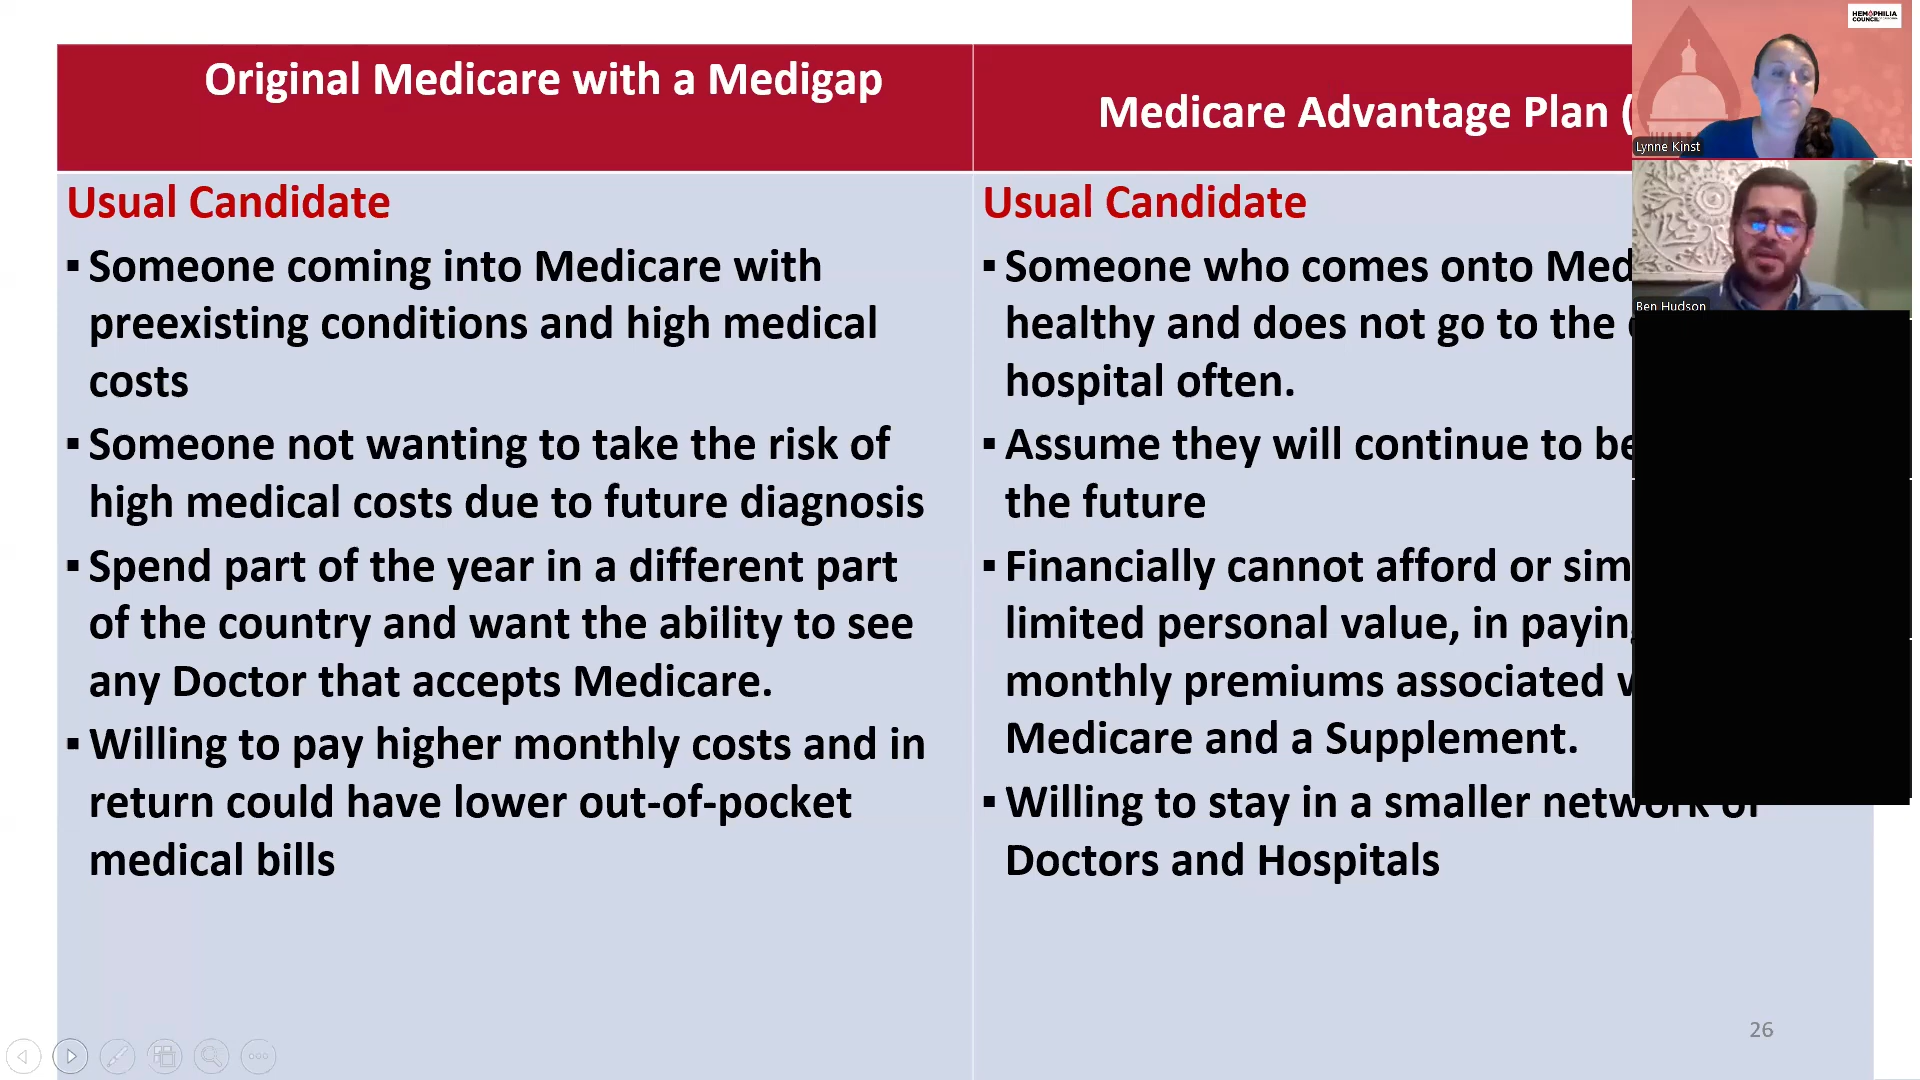 Original Medicare with a Medigap
Usual Candidate
▪ Someone coming into Medicare with
preexisting conditions and high medical
costs
▪ Someone not wanting to take the risk of
high medical costs due to future diagnosis
▪ Spend part of the year in a different part
of the country and want the ability to see
any Doctor that accepts Medicare.
▪ Willing to pay higher monthly costs and in
return could have lower out-of-pocket
medical bills
Medicare Advantage Plan (
Usual Candidate
▪ Someone who comes onto Med
healthy and does not go to the
hospital often.
▪ Assume they will continue to be
the future
▪ Financially cannot afford or sim
limited personal value, in paying
monthly premiums associated
Medicare and a Supplement.
▪ Willing to stay in a smaller network of
Doctors and Hospitals
26
HEMOPHILIA
COUNCIL
Lynne Kinst
Ben Hudson